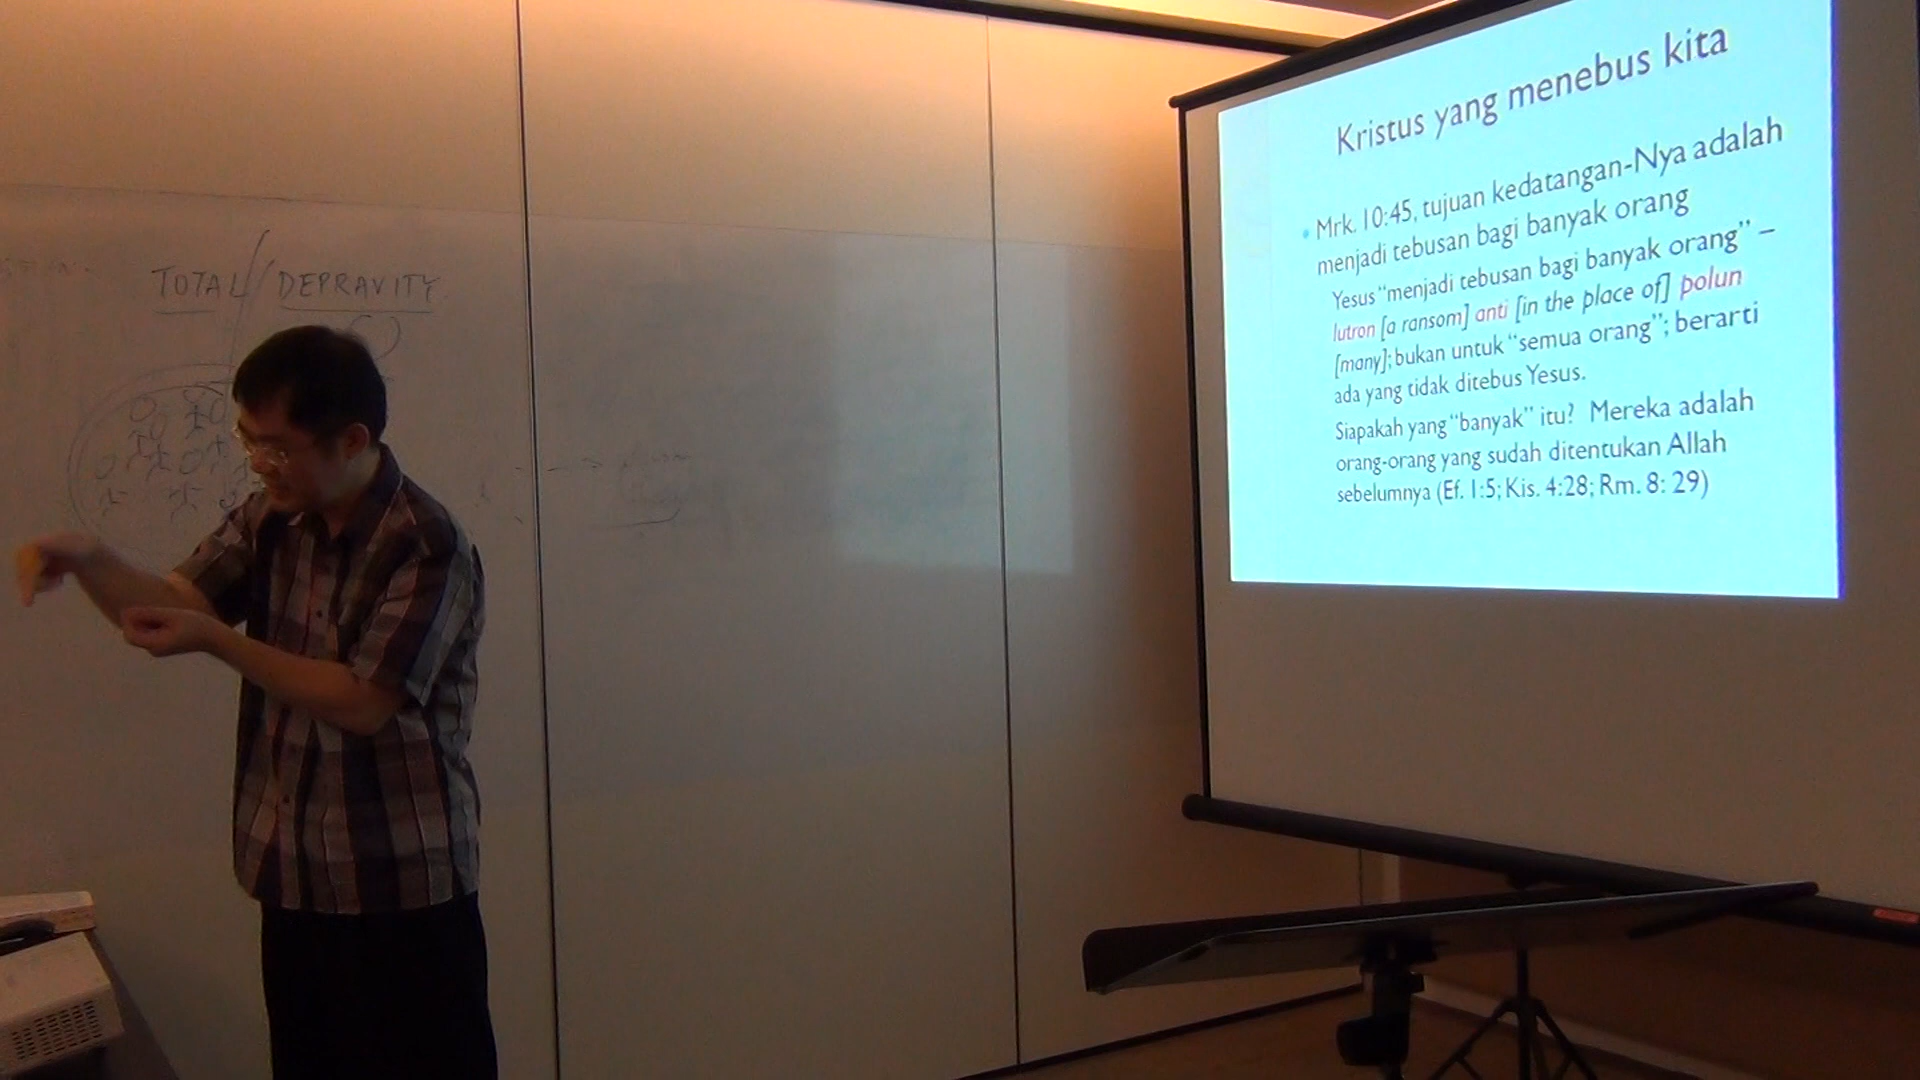 TOTAL DEPRAVITY
Kristus yang menebus kita
• Mrk. 10:45, tujuan kedatangan-Nya adalah
menjadi tebusan bagi banyak orang
Yesus “menjadi tebusan bagi banyak orang” –
lutron [a ransom] anti [in the place of] polun
[many]; bukan untuk “semua orang”; berarti
ada yang tidak ditebus Yesus.
Siapakah yang “banyak” itu? Mereka adalah
orang-orang yang sudah ditentukan Allah
sebelumnya (Ef. 1:5; Kis. 4:28; Rm. 8: 29)